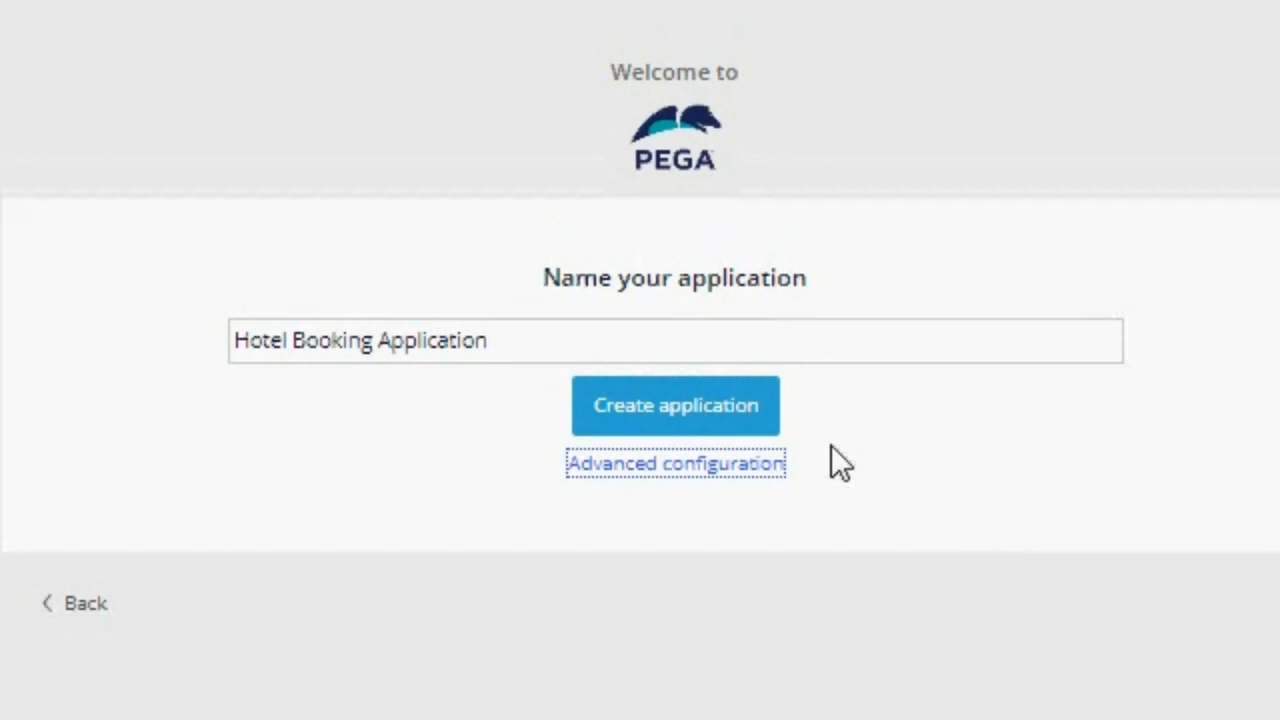 Welcome to
PEGA
Name your application
Hotel Booking Application
Create application
Advanced configuration
Back